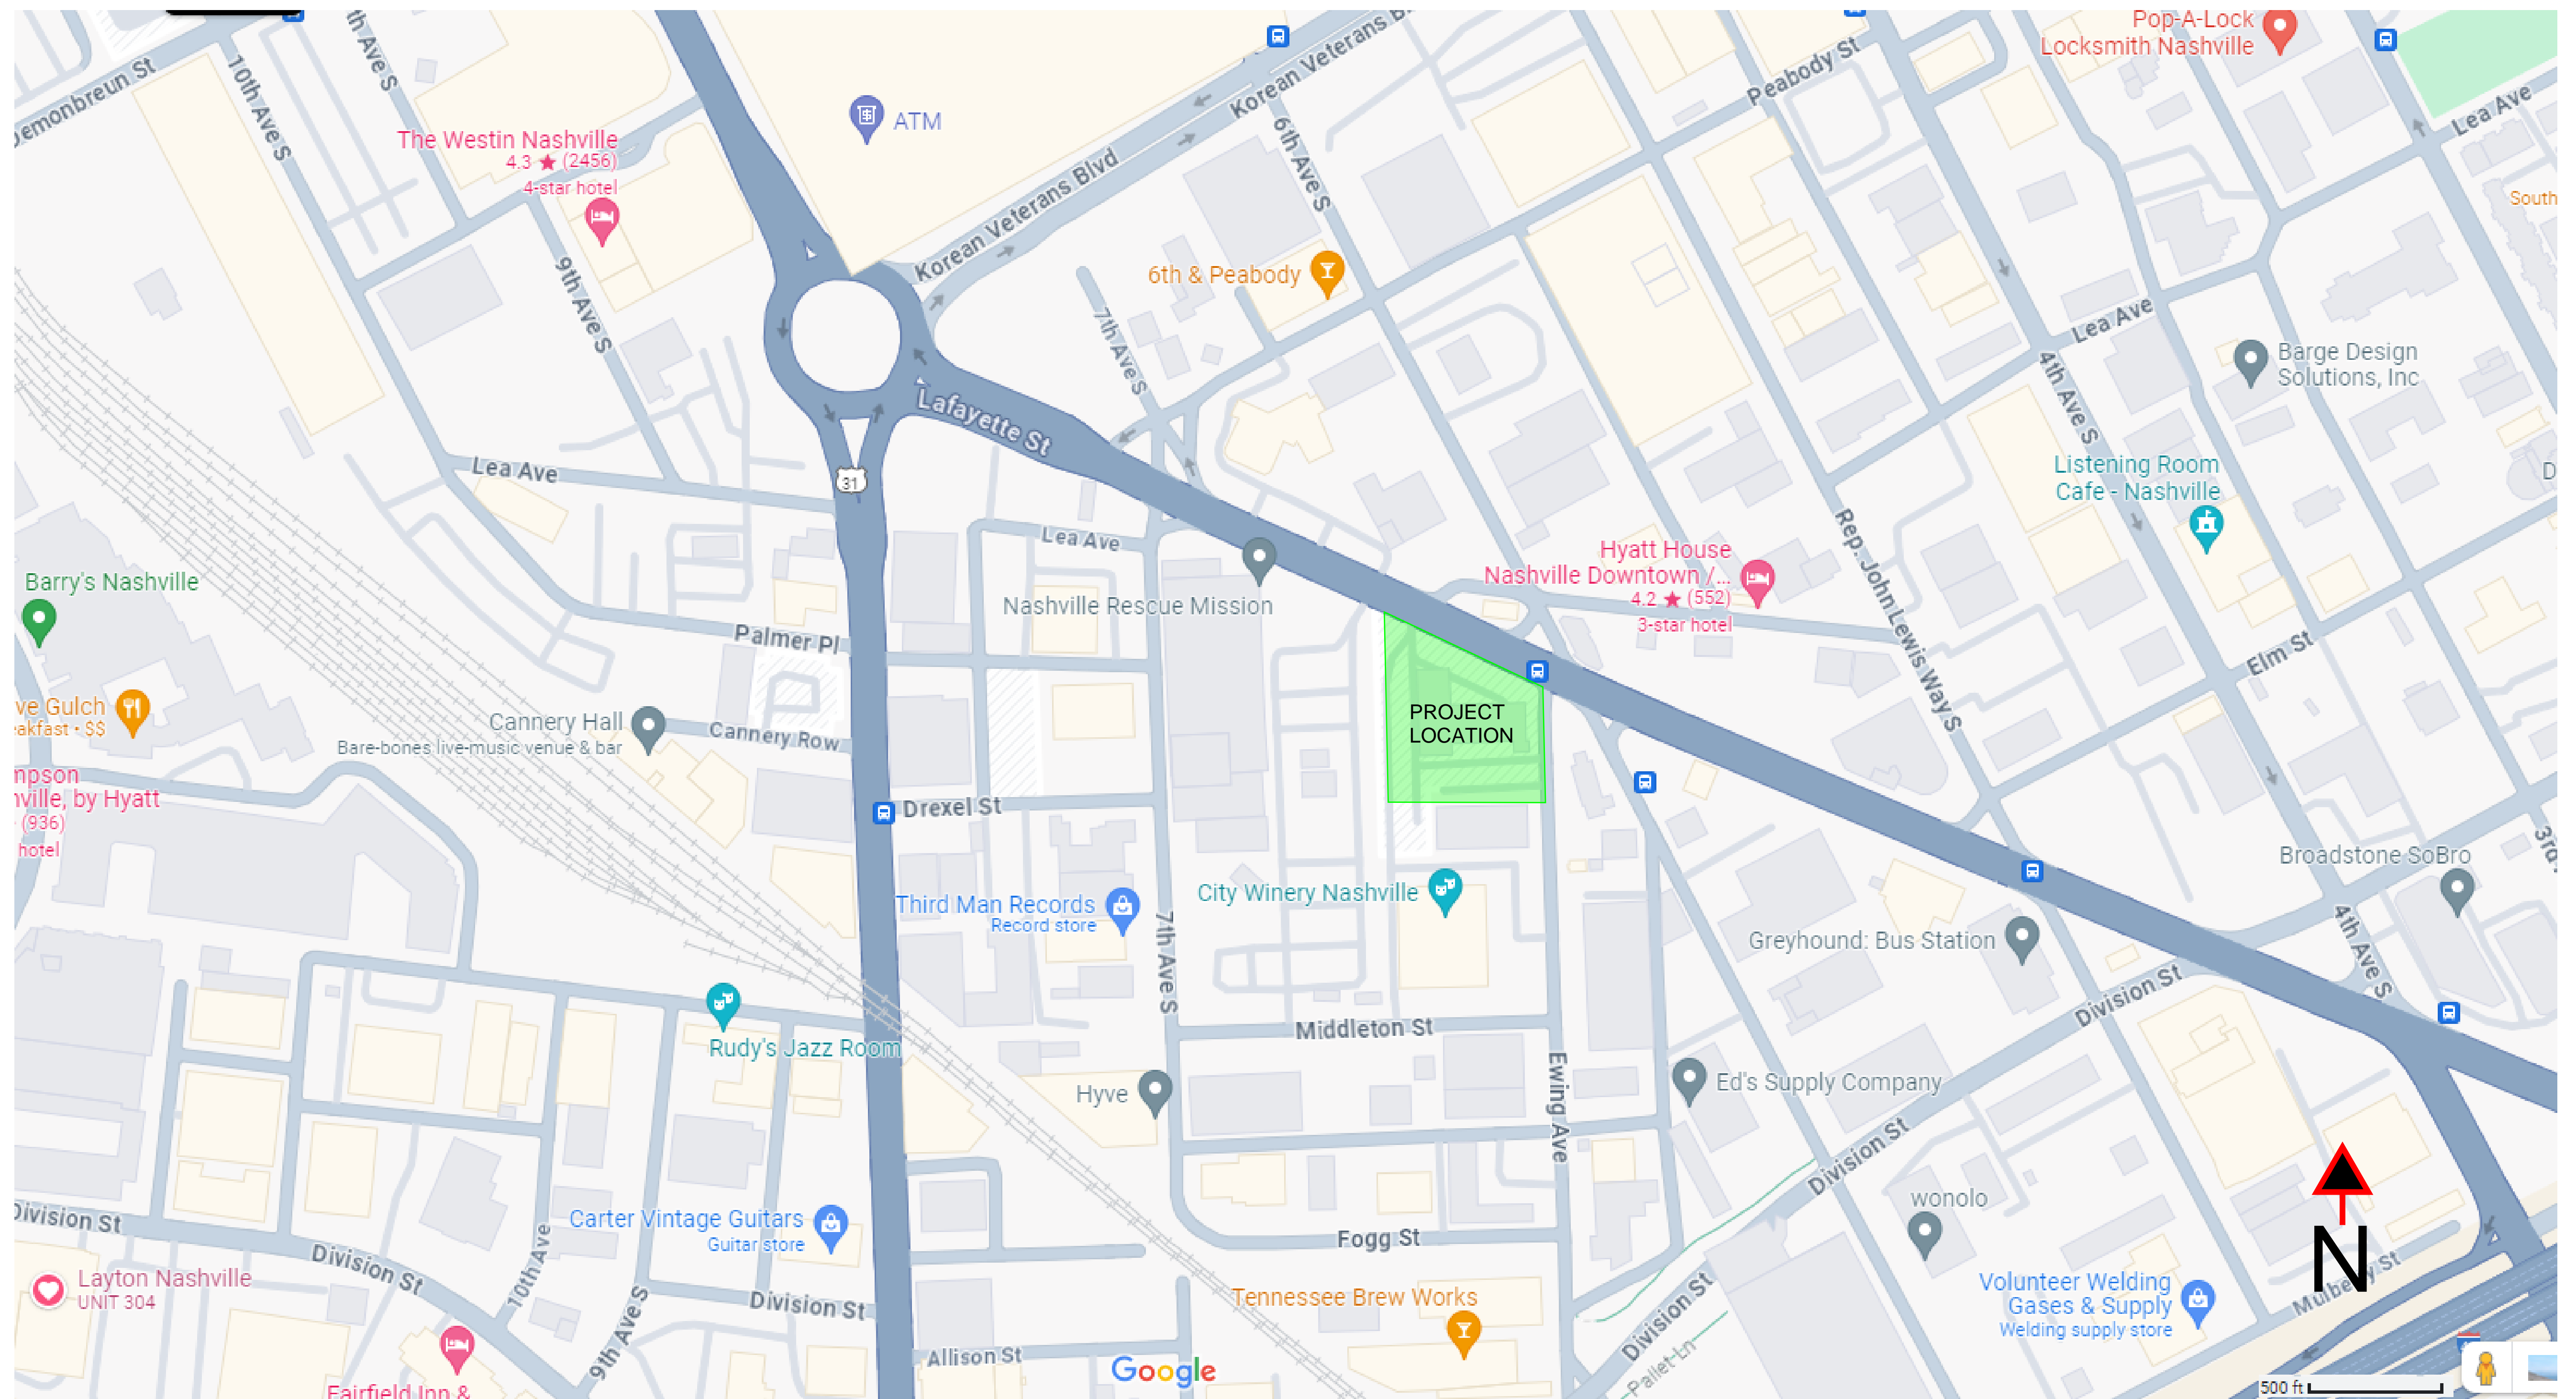 Demonbreun St
10th Ave S
7th Ave S
The Westin Nashville
4.3 ★ (2456)
4-star hotel
9th Ave S
ATM
Korean Veterans Blvd
Korean Veterans B
6th Ave S
6th & Peabody
7th Ave S
Peabody St
Pop-A-Lock
Locksmith Nashville
Lea Ave
South
Lea Ave
Barge Design
Solutions, Inc
4th Ave S
Listening Room
Cafe - Nashville
D
Lafayette St
31
Lea Ave
Lea Ave
Nashville Rescue Mission
Hyatt House
Nashville Downtown /...
4.2 ★ (552)
3-star hotel
Rep. John Lewis Way S
Elm St
Barry's Nashville
Palmer Pl
ve Gulch
eakfast • $$
Cannery Hall
Bare-bones live-music venue & bar
Cannery Row
PROJECT
LOCATION
mpson
nville, by Hyatt
(936)
hotel
Drexel St
Third Man Records
Record store
7th Ave S
City Winery Nashville
Greyhound: Bus Station
Broadstone SoBro
3rd
4th Ave S
Division St
Rudy's Jazz Room
Middleton St
Hyve
Ewing Ave
Ed's Supply Company
Division St
wonolo
Division St
Division St
10th Ave
Carter Vintage Guitars
Guitar store
Fogg St
Layton Nashville
UNIT 304
9th Ave S
Division St
Tennessee Brew Works
Division St
Pallet Ln
Volunteer Welding
Gases & Supply
Welding supply store
Mulberry St
N
Fairfield Inn &
Allison St
Google
500 ft